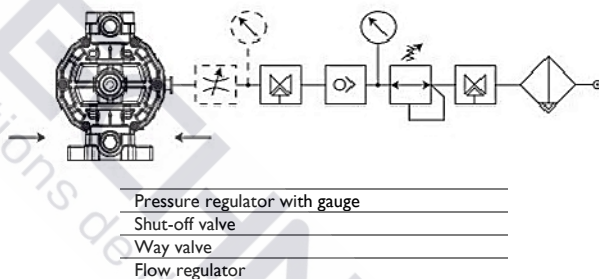 Pressure regulator with gauge
Shut-off valve
Way valve
Flow regulator